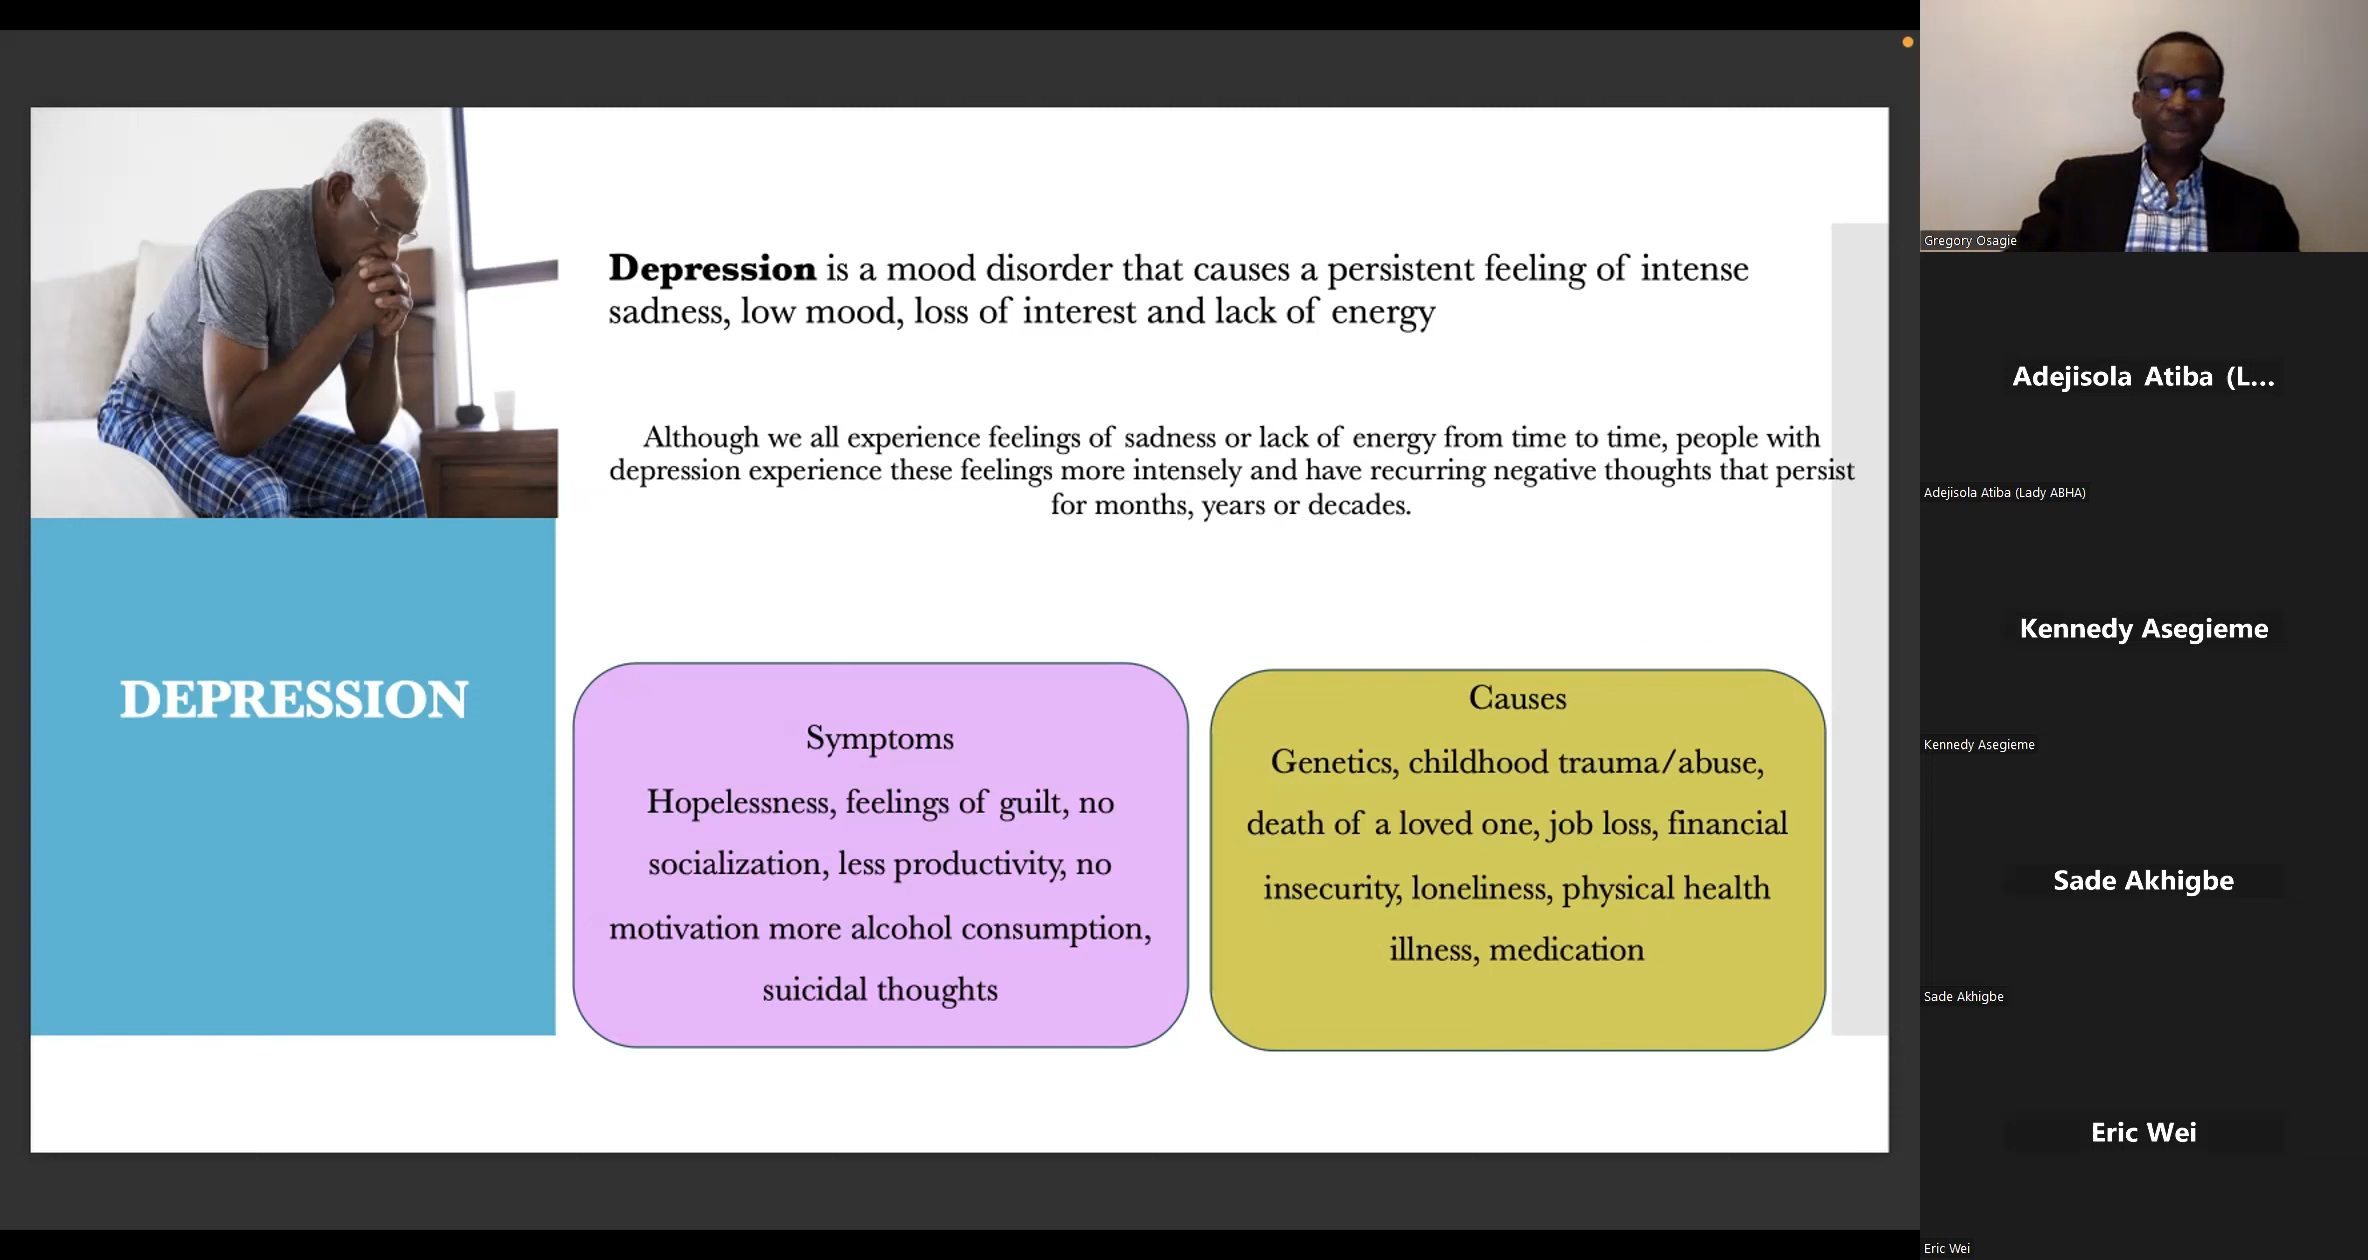 Depression is a mood disorder that causes a persistent feeling of intense
sadness, low mood, loss of interest and lack of energy
Although we all experience feelings of sadness or lack of energy from time to time, people with
depression experience these feelings more intensely and have recurring negative thoughts that persist
for months, years or decades.
DEPRESSION
Symptoms
Hopelessness, feelings of guilt, no
socialization, less productivity, no
motivation more alcohol consumption,
suicidal thoughts
Causes
Genetics, childhood trauma/abuse,
death of a loved one, job loss, financial
insecurity, loneliness, physical health
illness, medication
Gregory Osagie
Adejisola Atiba (L...
Adejisola Atiba (Lady ABHA)
Kennedy Asegieme
Kennedy Asegieme
Sade Akhigbe
Sade Akhigbe
Eric Wei
Eric Wei